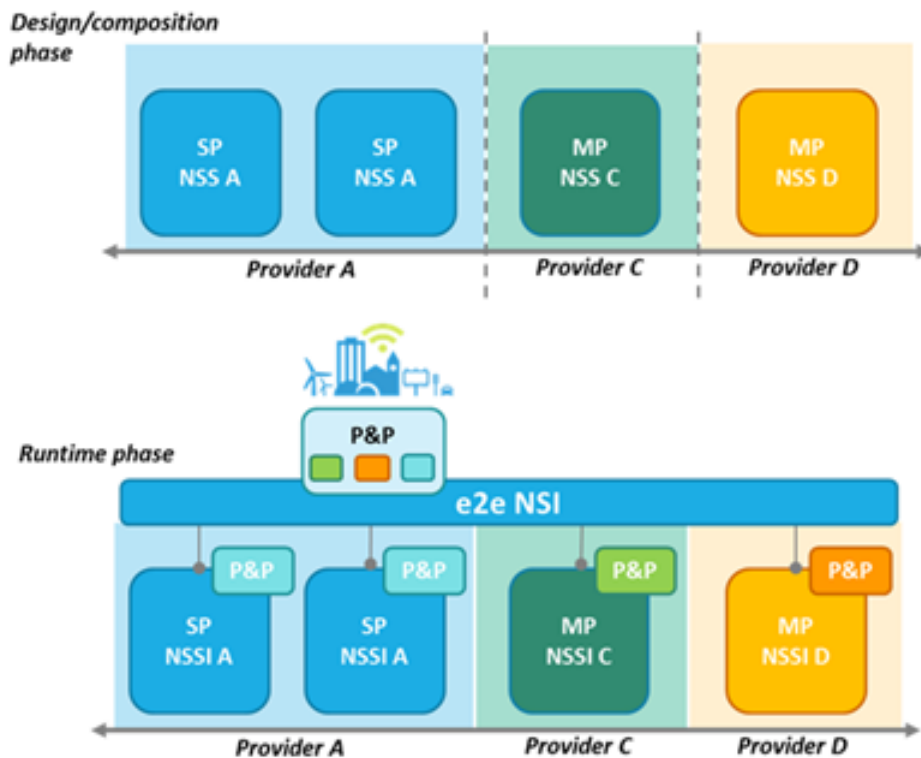 Design/composition
phase
SP
NSS A
SP
NSS A
MP
NSS C
MP
NSS D
Provider A
Provider C
Provider D
P&P
Runtime phase
e2e NSI
P&P
P&P
P&P
P&P
SP
NSSI A
SP
NSSI A
MP
NSSI C
MP
NSSI D
Provider A
Provider C
Provider D